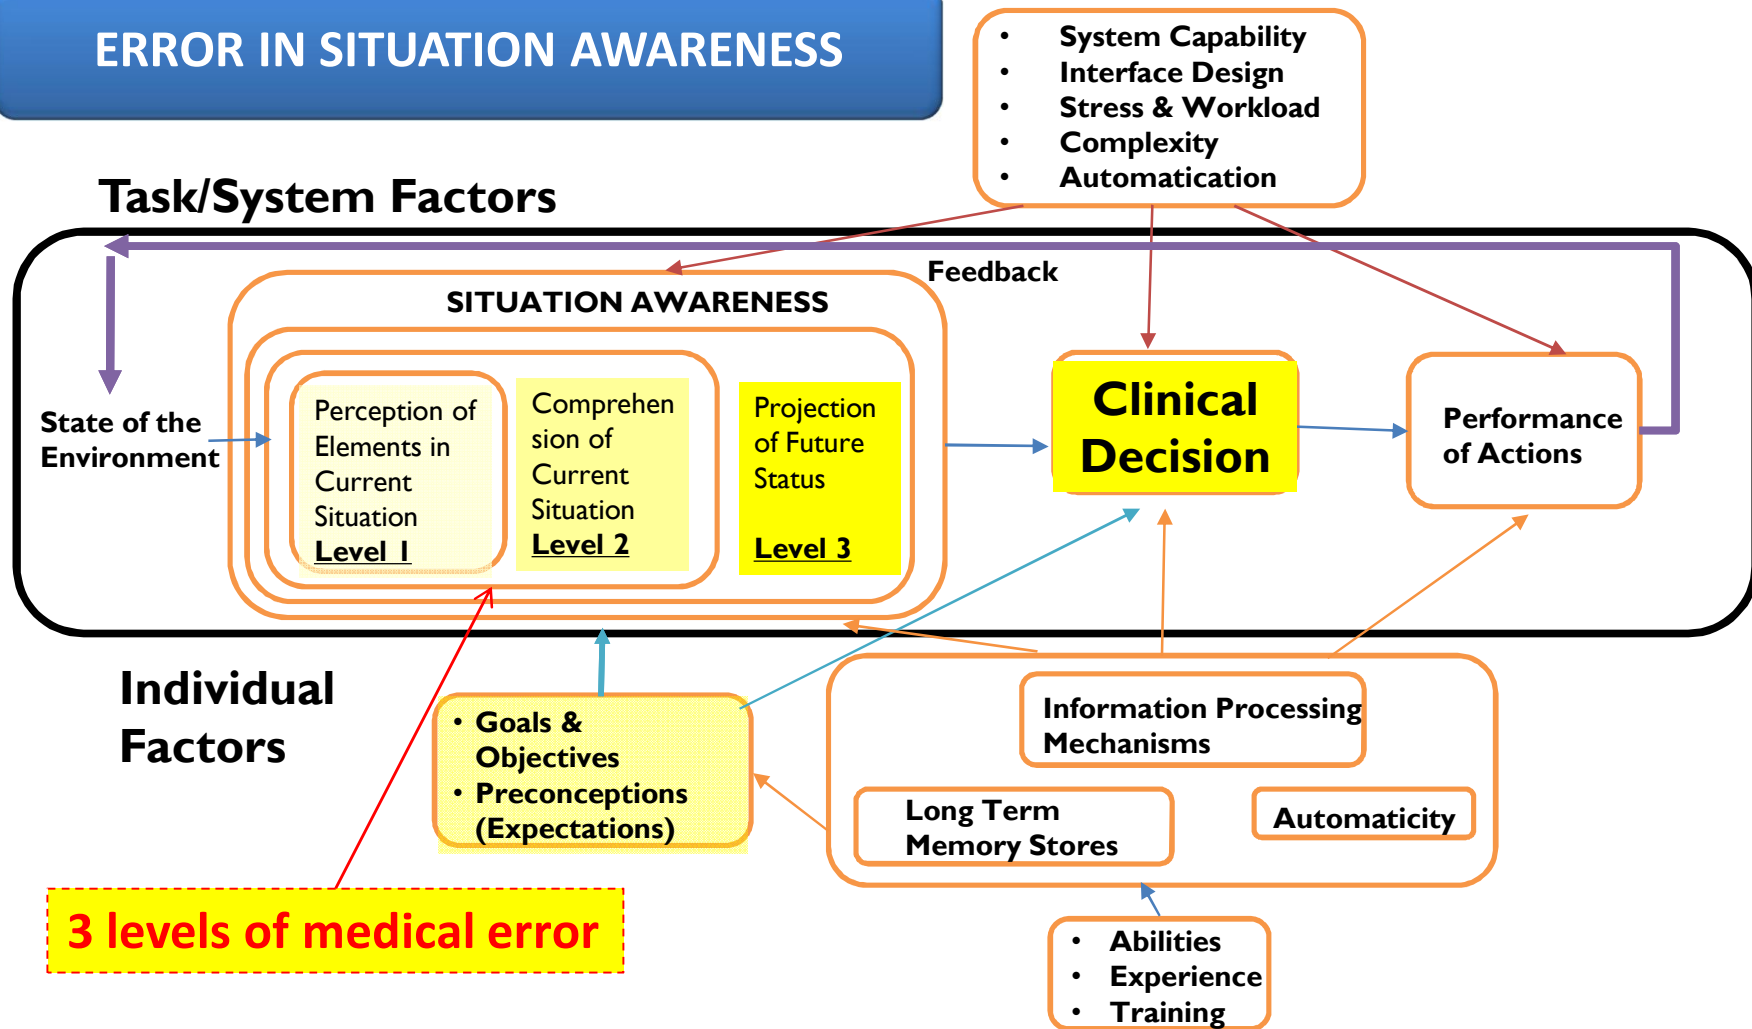 ERROR IN SITUATION AWARENESS
• System Capability
• Interface Design
• Stress & Workload
• Complexity
• Automatication
Task/System Factors
Feedback
SITUATION AWARENESS
State of the
Environment
Perception of
Elements in
Current
Situation
Level 1
Comprehen
sion of
Current
Situation
Level 2
Projection
of Future
Status
Level 3
Clinical
Decision
Performance
of Actions
Individual
Factors
• Goals &
Objectives
• Preconceptions
(Expectations)
Information Processing
Mechanisms
Long Term
Memory Stores
Automaticity
3 levels of medical error
• Abilities
• Experience
• Training